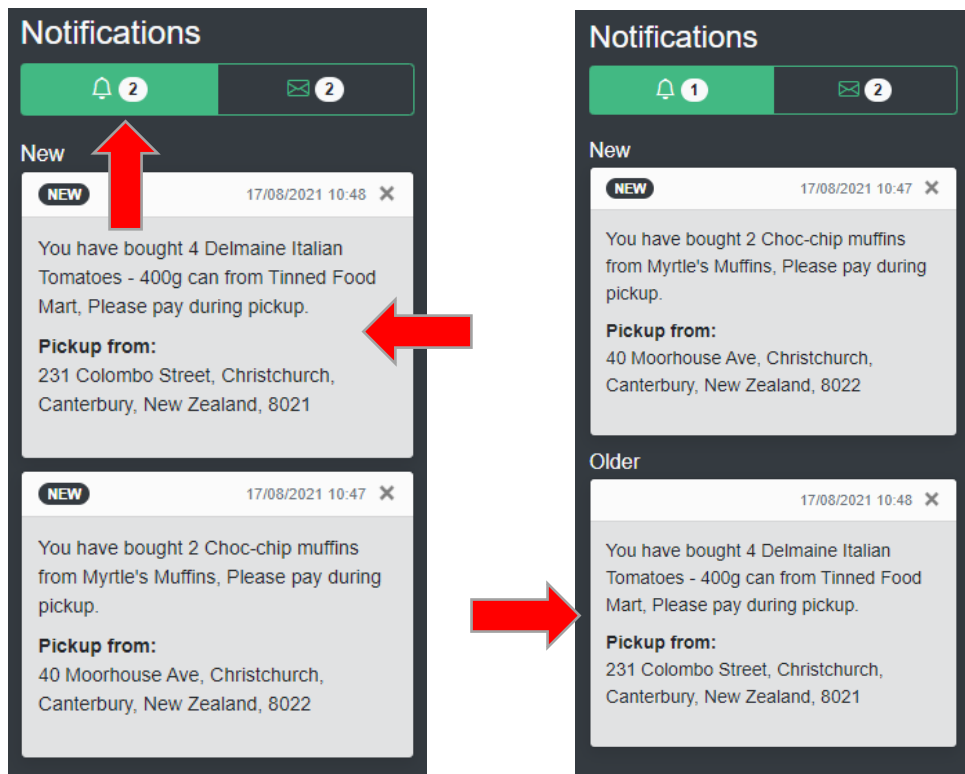 Notifications
2
2
New
NEW 17/08/2021 10:48
You have bought 4 Delmaine Italian
Tomatoes - 400g can from Tinned Food
Mart, Please pay during pickup.
Pickup from:
231 Colombo Street, Christchurch,
Canterbury, New Zealand, 8021
NEW 17/08/2021 10:47
You have bought 2 Choc-chip muffins
from Myrtle's Muffins, Please pay during
pickup.
Pickup from:
40 Moorhouse Ave, Christchurch,
Canterbury, New Zealand, 8022
Notifications
1
2
New
NEW 17/08/2021 10:47
You have bought 2 Choc-chip muffins
from Myrtle's Muffins, Please pay during
pickup.
Pickup from:
40 Moorhouse Ave, Christchurch,
Canterbury, New Zealand, 8022
Older
17/08/2021 10:48
You have bought 4 Delmaine Italian
Tomatoes - 400g can from Tinned Food
Mart, Please pay during pickup.
Pickup from:
231 Colombo Street, Christchurch,
Canterbury, New Zealand, 8021